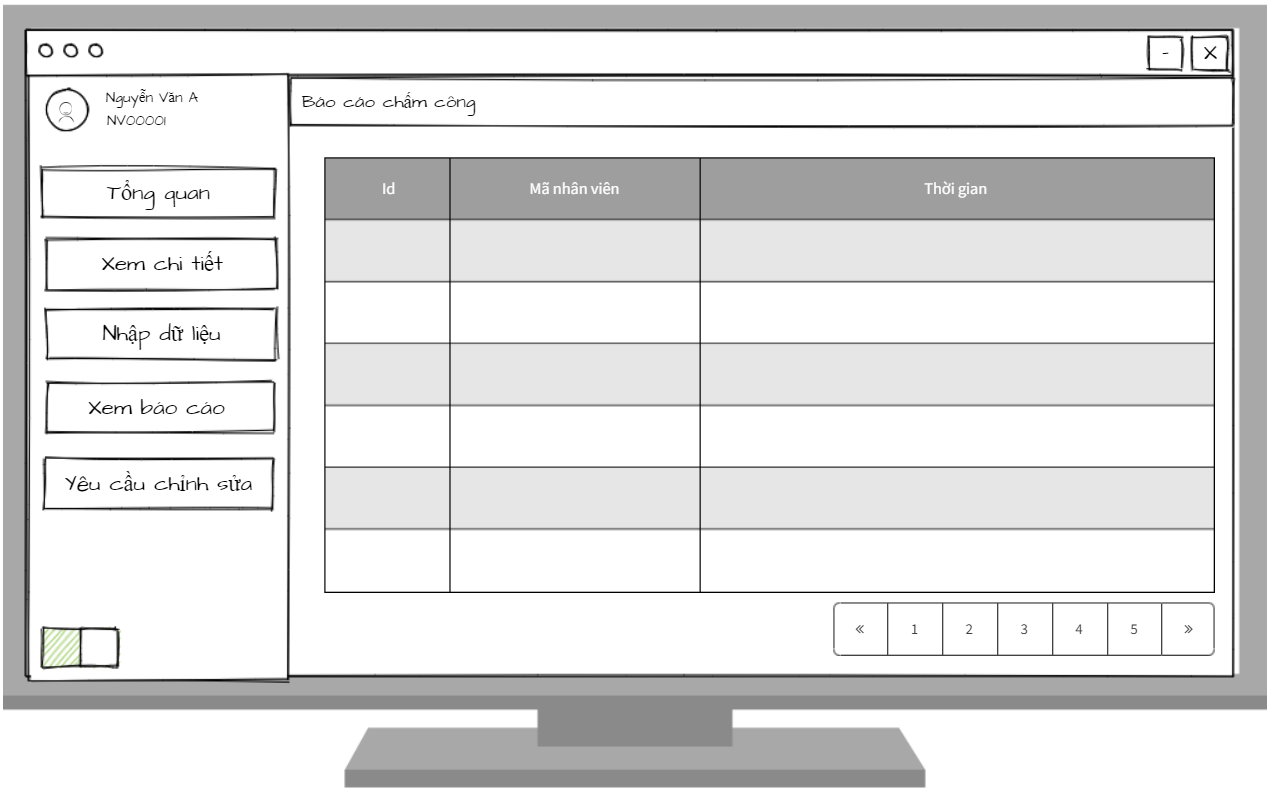 - X
Nguyễn Văn A
NV00001
Báo cáo chấm công
Tổng quan
Xem chi tiết
Nhập dữ liệu
Xem báo cáo
Yêu cầu chỉnh sửa
Id Mã nhân viên Thời gian
« 1 2 3 4 5 »